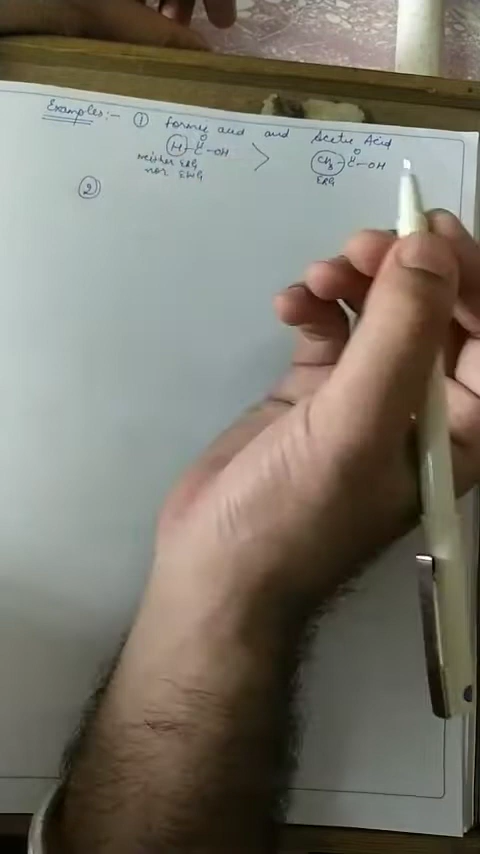 Examples:- ① Formic acid and Acetic Acid
O O
H-C-OH > CH3-C-OH
neither ERG ERG
nor EWG
②